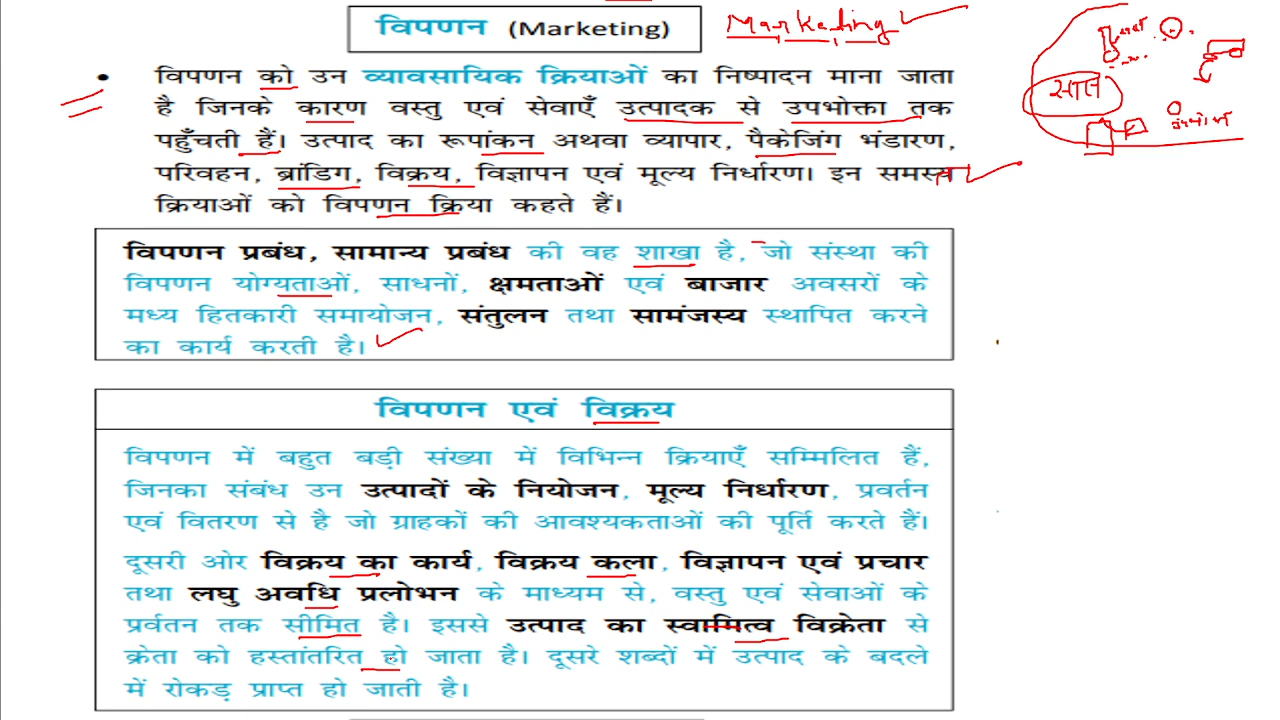 विपणन (Marketing)
Marketing
साल
• विपणन को उन व्यावसायिक क्रियाओं का निष्पादन माना जाता
है जिनके कारण वस्तु एवं सेवाएँ उत्पादक से उपभोक्ता तक
पहुँचती हैं। उत्पाद का रूपांकन अथवा व्यापार, पैकेजिंग भंडारण,
परिवहन, ब्रांडिग, विक्रय, विज्ञापन एवं मूल्य निर्धारण। इन समस्य
क्रियाओं को विपणन क्रिया कहते हैं।
विपणन प्रबंध, सामान्य प्रबंध की वह शाखा है, जो संस्था की
विपणन योग्यताओं, साधनों, क्षमताओं एवं बाजार अवसरों के
मध्य हितकारी समायोजन, संतुलन तथा सामंजस्य स्थापित करने
का कार्य करती है।
विपणन एवं विक्रय
विपणन में बहुत बड़ी संख्या में विभिन्न क्रियाएँ सम्मिलित हैं,
जिनका संबंध उन उत्पादों के नियोजन, मूल्य निर्धारण, प्रवर्तन
एवं वितरण से है जो ग्राहकों की आवश्यकताओं की पूर्ति करते हैं।
दूसरी ओर विक्रय का कार्य, विक्रय कला, विज्ञापन एवं प्रचार
तथा लघु अवधि प्रलोभन के माध्यम से, वस्तु एवं सेवाओं के
प्रर्वतन तक सीमित है। इससे उत्पाद का स्वामित्व विक्रेता से
क्रेता को हस्तांतरित हो जाता है। दूसरे शब्दों में उत्पाद के बदले
में रोकड़ प्राप्त हो जाती है।